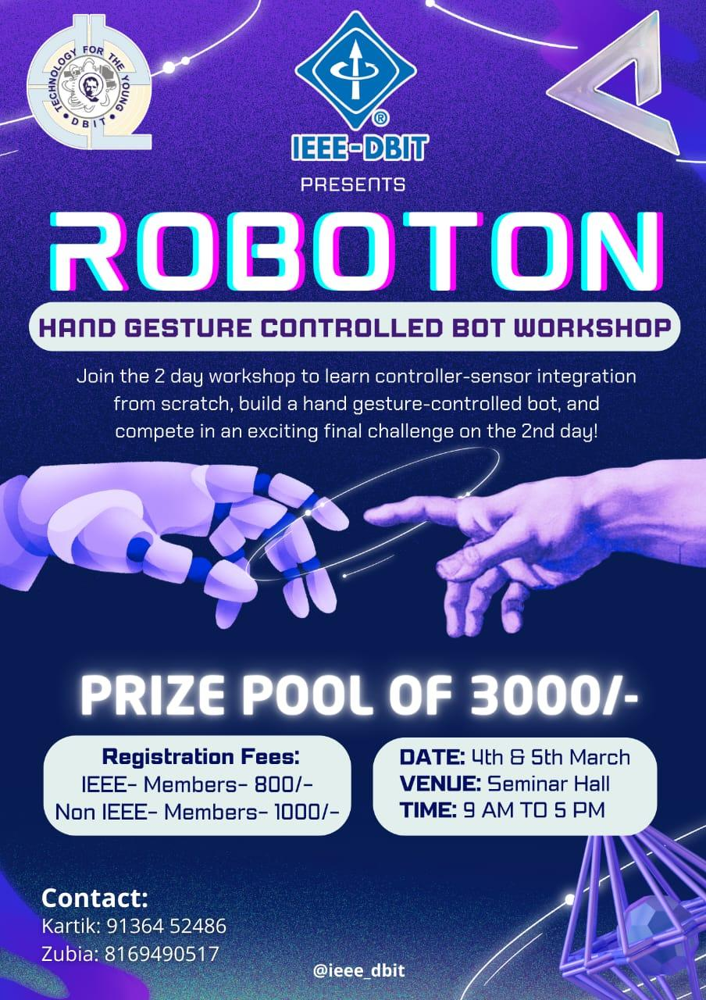 TECHNOLOGY FOR THE YOUNG
• DBIT •
®
IEEE-DBIT
PRESENTS
ROBOTON
HAND GESTURE CONTROLLED BOT WORKSHOP
Join the 2 day workshop to learn controller-sensor integration
from scratch, build a hand gesture-controlled bot, and
compete in an exciting final challenge on the 2nd day!
PRIZE POOL OF 3000/-
Registration Fees:
IEEE- Members- 800/-
Non IEEE- Members- 1000/-
DATE: 4th & 5th March
VENUE: Seminar Hall
TIME: 9 AM TO 5 PM
Contact:
Kartik: 91364 52486
Zubia: 8169490517
@ieee_dbit